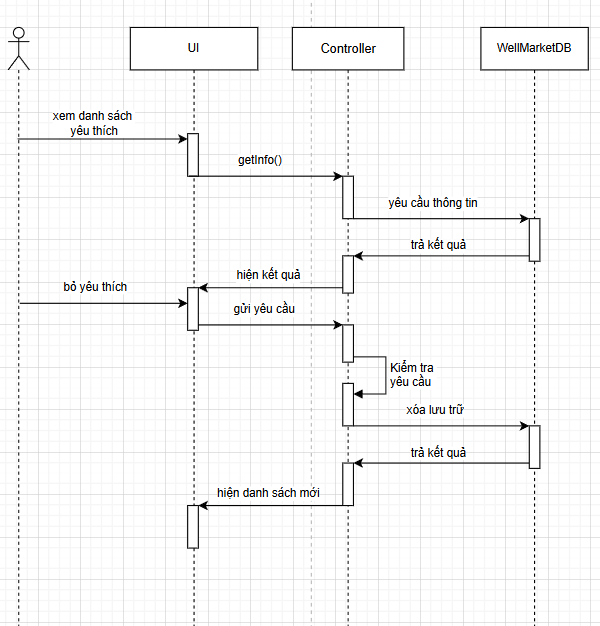 UI
Controller
WellMarketDB
xem danh sách
yêu thích
getInfo()
yêu cầu thông tin
trả kết quả
hiện kết quả
bỏ yêu thích
gửi yêu cầu
Kiểm tra
yêu cầu
xóa lưu trữ
trả kết quả
hiện danh sách mới